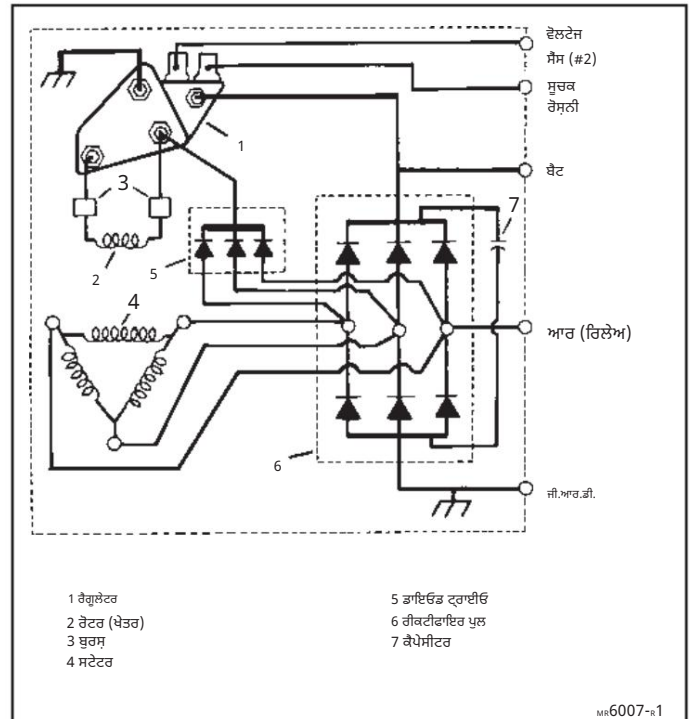 ਵੋਲਟੇਜ
ਸੈਂਸ (#2)
ਸੂਚਕ
ਰੋਸ਼ਨੀ
1
ਬੈਟ
3
7
2
5
4
ਆਰ (ਰਿਲੇਅ)
6
ਜੀ.ਆਰ.ਡੀ.
1 ਰੈਗੂਲੇਟਰ
2 ਰੋਟਰ (ਖੇਤਰ)
3 ਬੁਰਸ਼
4 ਸਟੇਟਰ
5 ਡਾਇਓਡ ਟ੍ਰਾਈਓ
6 ਰੀਕਟੀਫਾਇਰ ਪੁਲ
7 ਕੈਪੇਸੀਟਰ
MR6007-R1